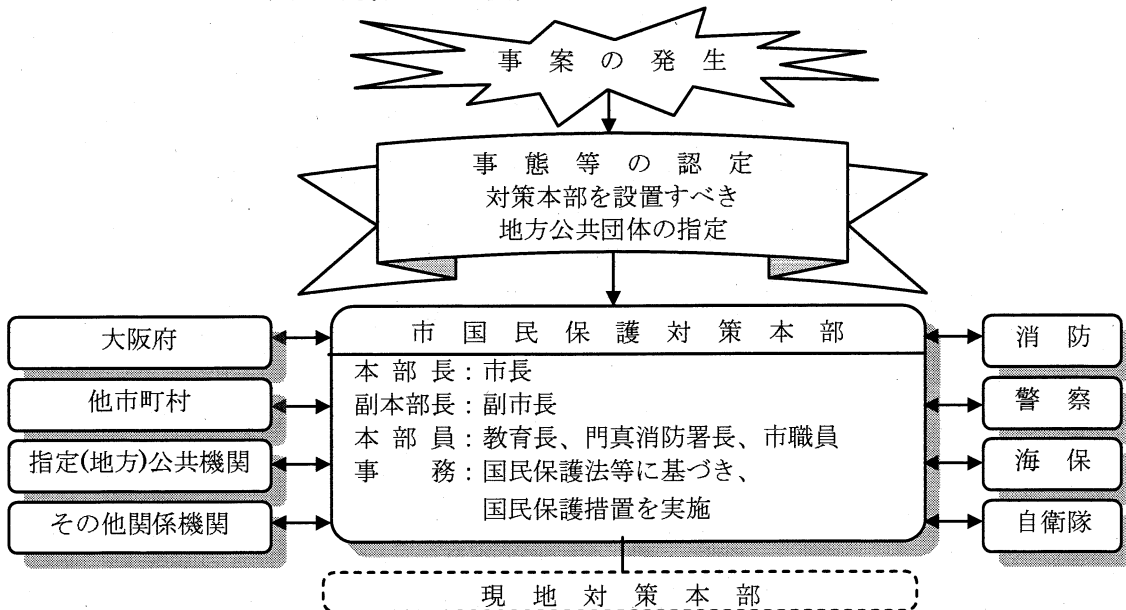 事案の発生
事態等の認定
対策本部を設置すべき
地方公共団体の指定
市国民保護対策本部
本部長：市長
副本部長：副市長
本部員：教育長、門真消防署長、市職員
事務：国民保護法等に基づき、
国民保護措置を実施
大阪府
他市町村
指定(地方)公共機関
その他関係機関
消防
警察
海保
自衛隊
現地対策本部